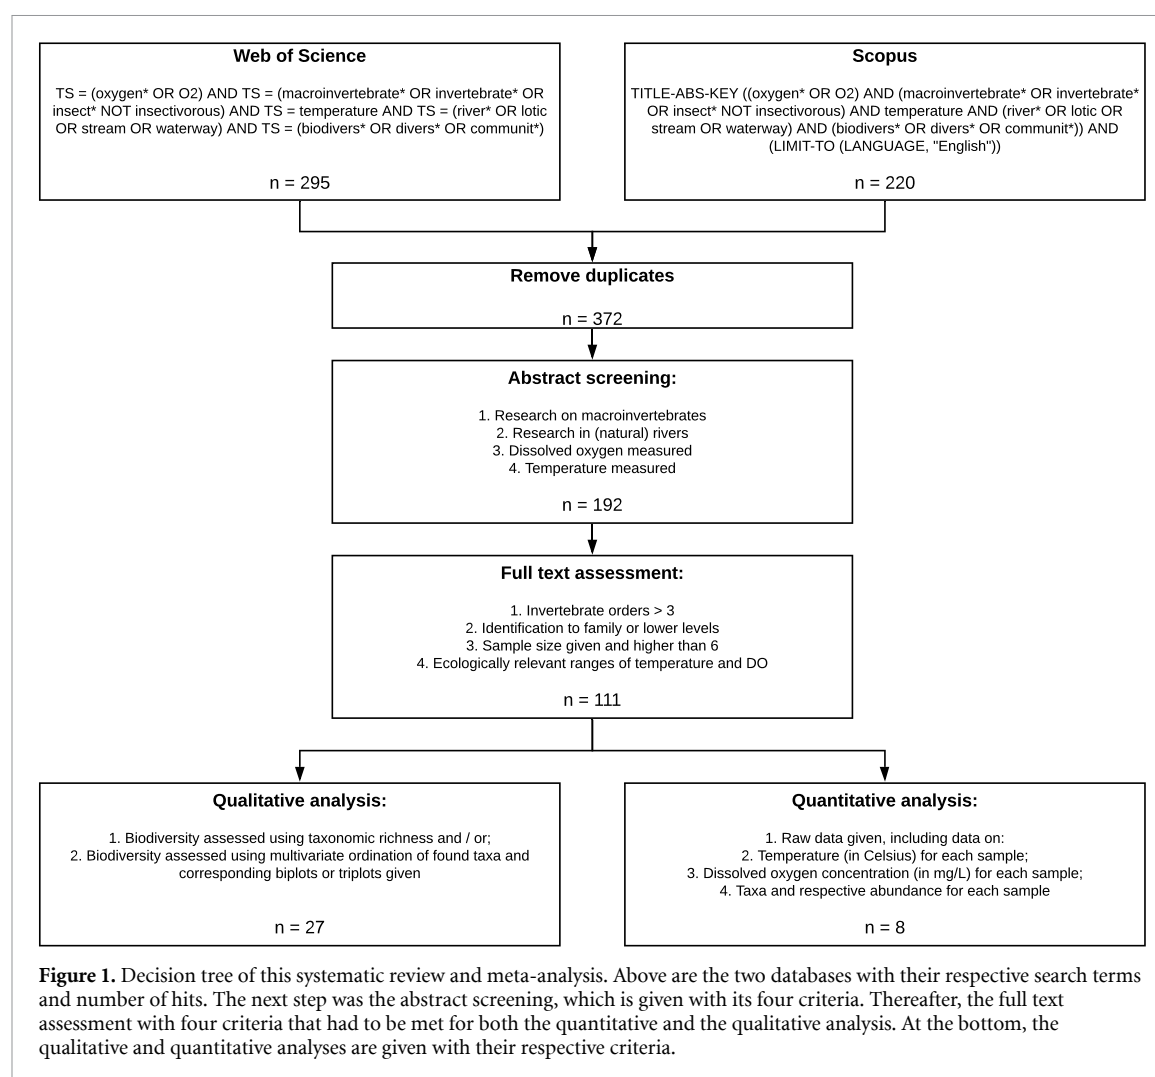 Web of Science
TS = (oxygen* OR O2) AND TS = (macroinvertebrate* OR invertebrate* OR
insect* NOT insectivorous) AND TS = temperature AND TS = (river* OR lotic
OR stream OR waterway) AND TS = (biodivers* OR divers* OR communit*)
n = 295
Scopus
TITLE-ABS-KEY ((oxygen* OR O2) AND (macroinvertebrate* OR invertebrate*
OR insect* NOT insectivorous) AND temperature AND (river* OR lotic OR
stream OR waterway) AND (biodivers* OR divers* OR communit*)) AND
(LIMIT-TO (LANGUAGE, "English"))
n = 220
Remove duplicates
n = 372
Abstract screening:
1. Research on macroinvertebrates
2. Research in (natural) rivers
3. Dissolved oxygen measured
4. Temperature measured
n = 192
Full text assessment:
1. Invertebrate orders > 3
2. Identification to family or lower levels
3. Sample size given and higher than 6
4. Ecologically relevant ranges of temperature and DO
n = 111
Qualitative analysis:
1. Biodiversity assessed using taxonomic richness and / or;
2. Biodiversity assessed using multivariate ordination of found taxa and
corresponding biplots or triplots given
n = 27
Quantitative analysis:
1. Raw data given, including data on:
2. Temperature (in Celsius) for each sample;
3. Dissolved oxygen concentration (in mg/L) for each sample;
4. Taxa and respective abundance for each sample
n = 8
Figure 1. Decision tree of this systematic review and meta-analysis. Above are the two databases with their respective search terms
and number of hits. The next step was the abstract screening, which is given with its four criteria. Thereafter, the full text
assessment with four criteria that had to be met for both the quantitative and the qualitative analysis. At the bottom, the
qualitative and quantitative analyses are given with their respective criteria.